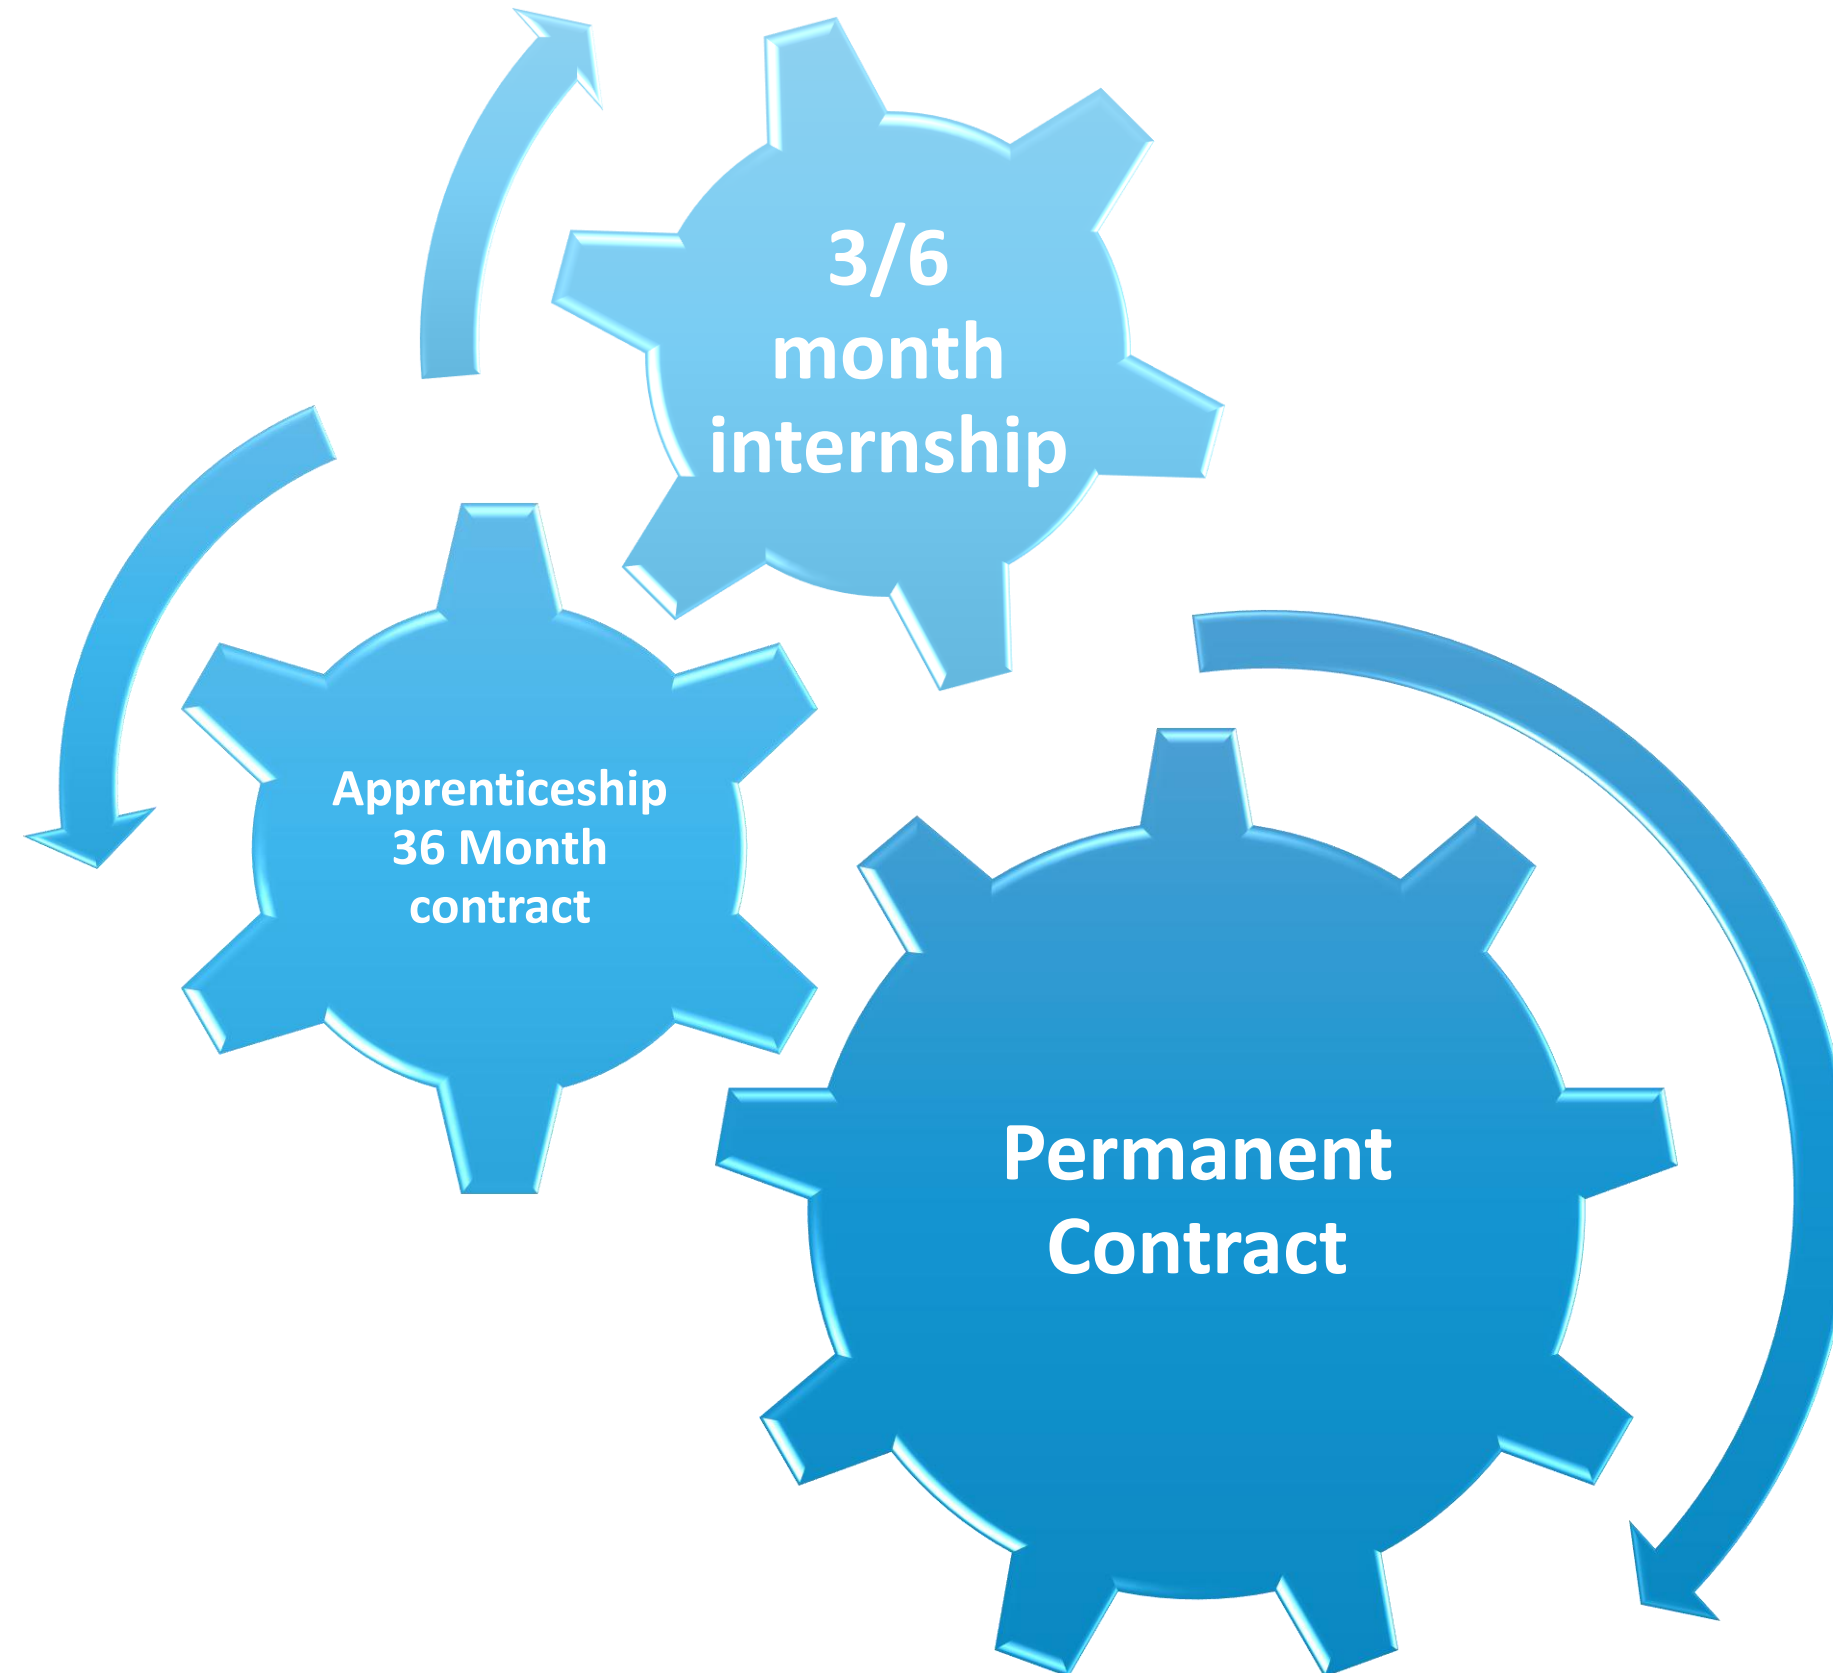 3/6
month
internship
Apprenticeship
36 Month
contract
Permanent
Contract